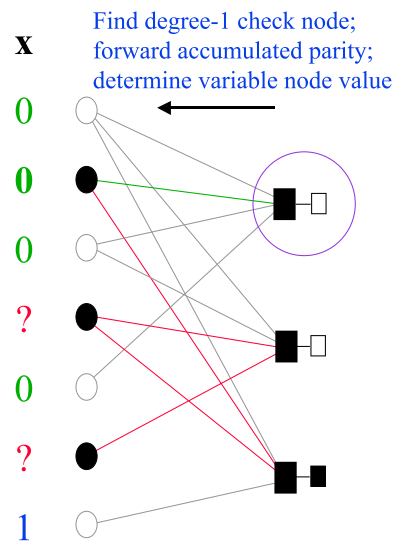 Find degree-1 check node;
forward accumulated parity;
determine variable node value
x
0
0
0
?
0
?
1